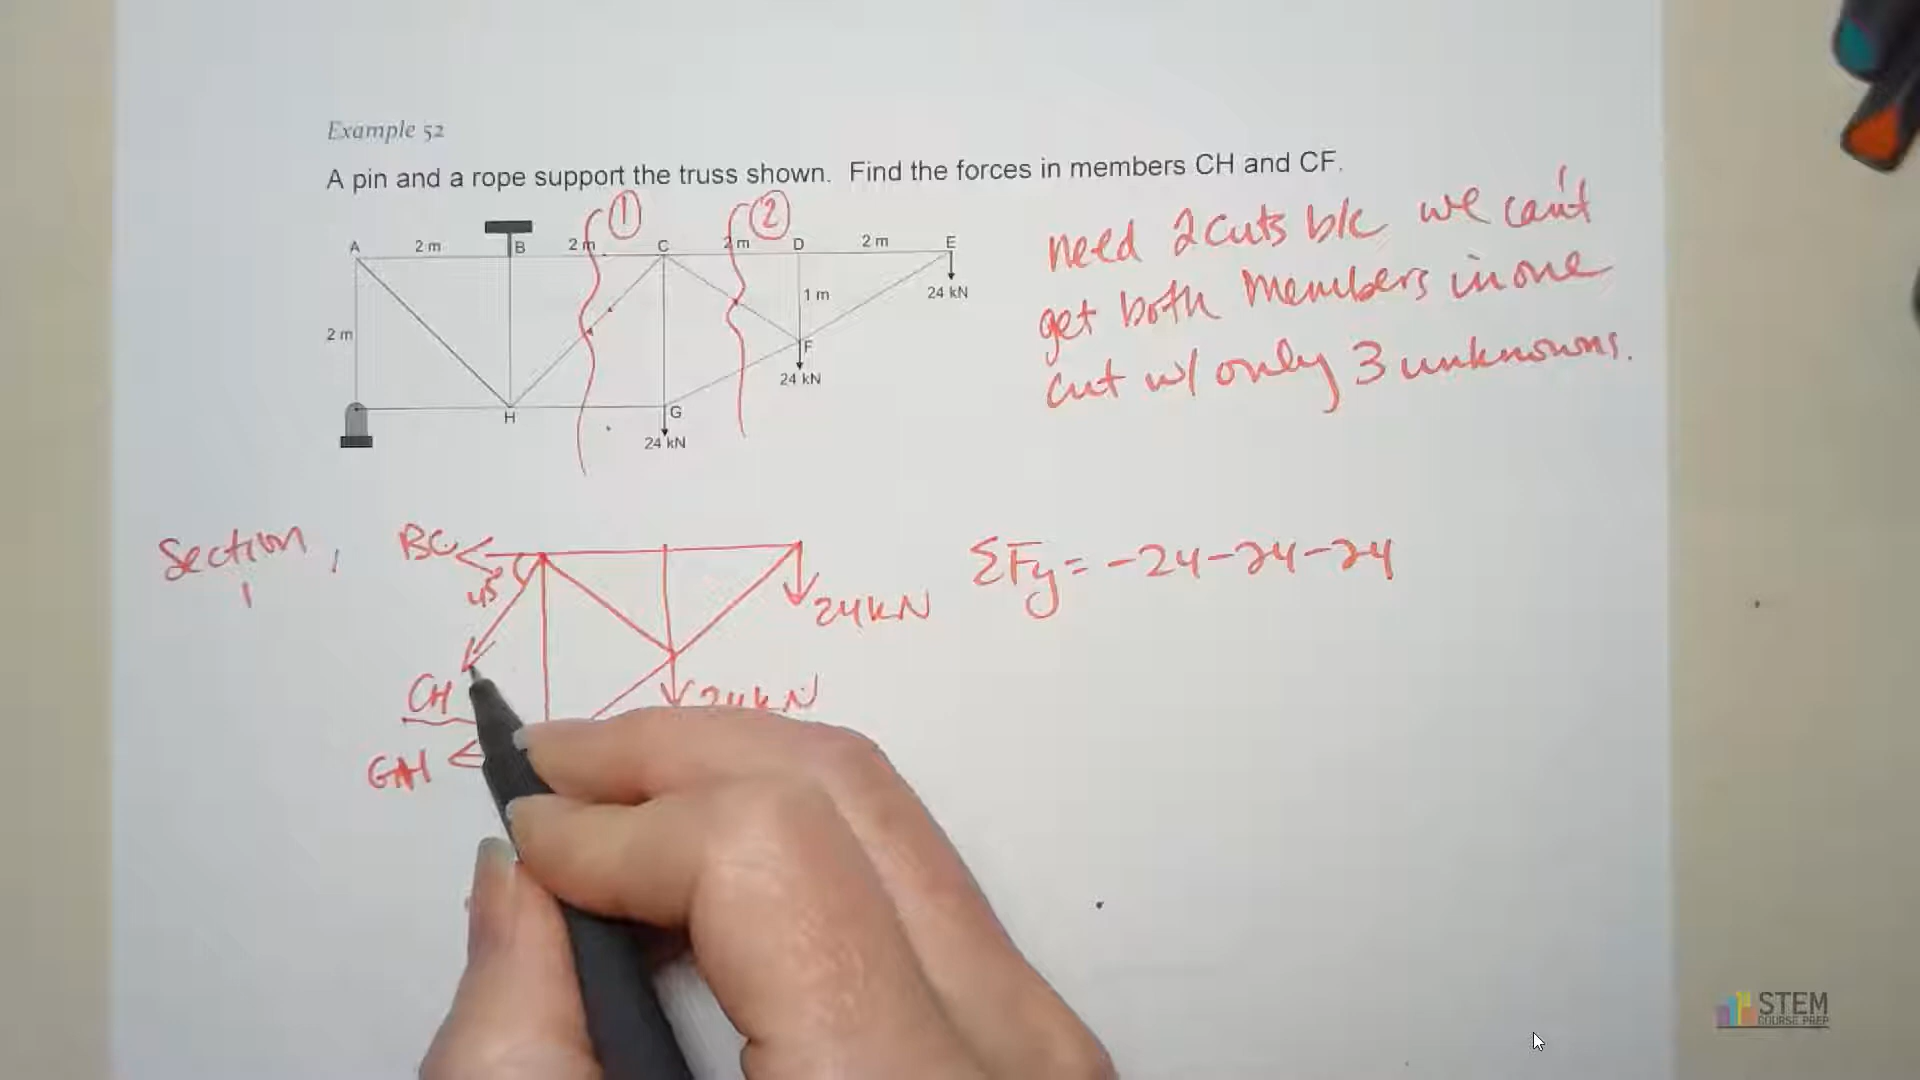 Example 52
A pin and a rope support the truss shown. Find the forces in members CH and CF.
① ②
A 2 m B 2 m C 2 m D 2 m E
1 m
24 kN
2 m
F
24 kN
H G
24 kN
need 2 cuts b/c we can't
get both members in one
cut w/ only 3 unknowns.
Section 1
BC
45°
24kN
CH
24kN
GH
ΣFy = -24-24-24
STEM
COURSE PREP